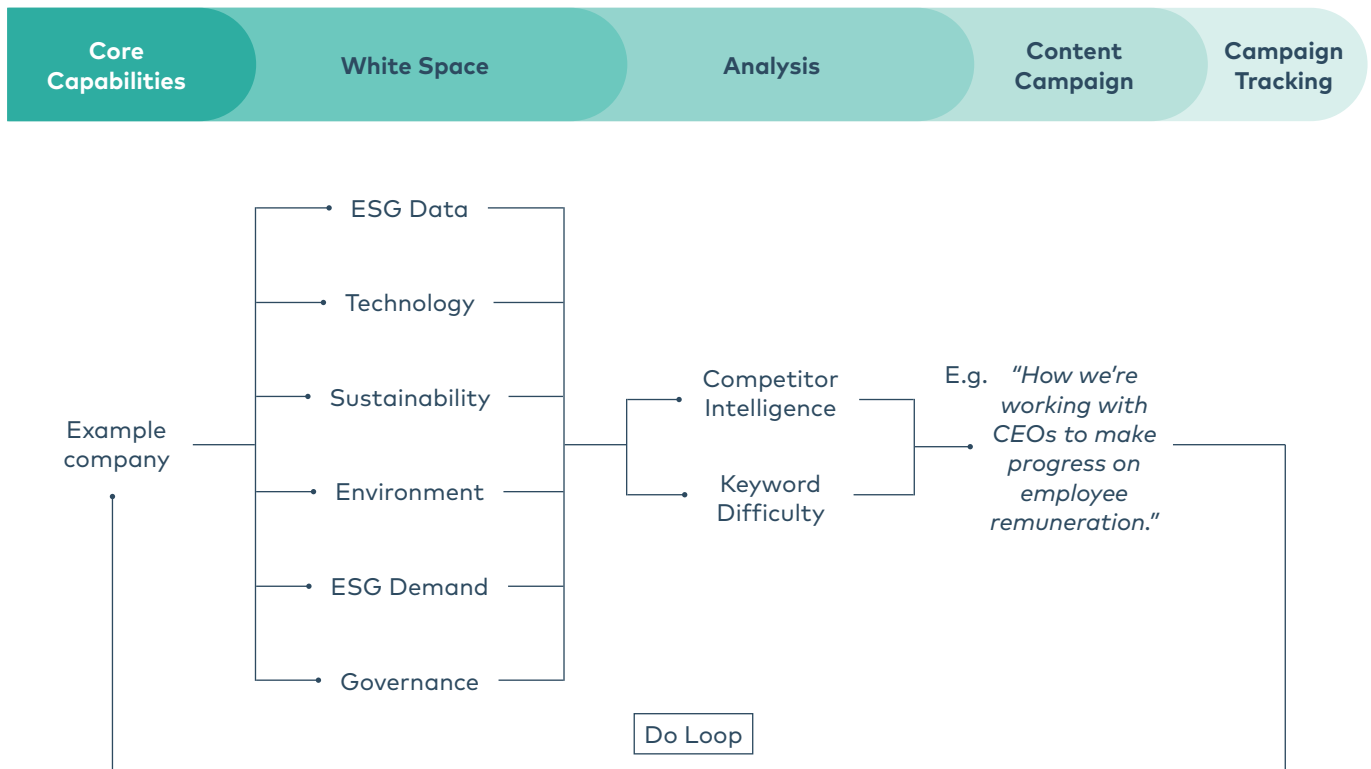 Core
Capabilities
White Space
Analysis
Content
Campaign
Campaign
Tracking
Example
company
ESG Data
Technology
Sustainability
Environment
ESG Demand
Governance
Competitor
Intelligence
Keyword
Difficulty
E.g. “How we’re
working with
CEOs to make
progress on
employee
remuneration.”
Do Loop